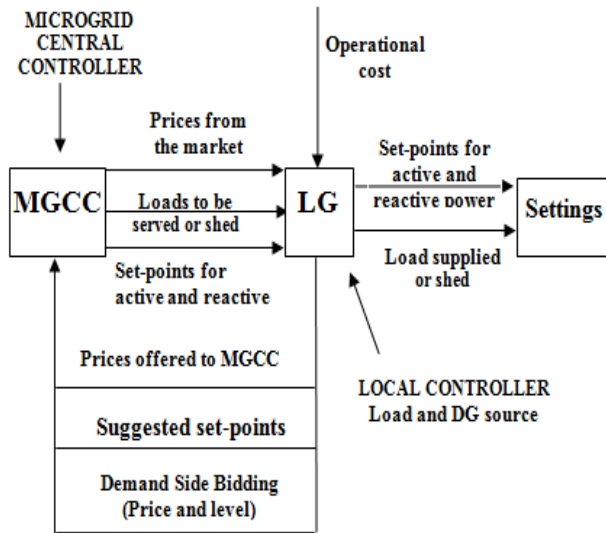 MICROGRID
CENTRAL
CONTROLLER
Operational
cost
Prices from
the market
Set-points for
active and
reactive power
MGCC
LG
Settings
Loads to be
served or shed
Load supplied
or shed
Set-points for
active and reactive
Prices offered to MGCC
LOCAL CONTROLLER
Load and DG source
Suggested set-points
Demand Side Bidding
(Price and level)